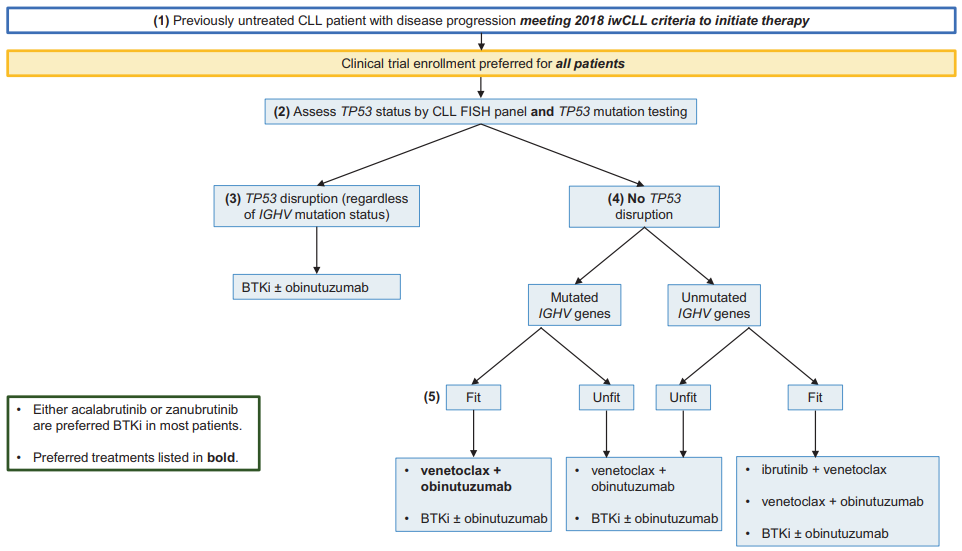 (1) Previously untreated CLL patient with disease progression meeting 2018 iwCLL criteria to initiate therapy
Clinical trial enrollment preferred for all patients
(2) Assess TP53 status by CLL FISH panel and TP53 mutation testing
(3) TP53 disruption (regardless
of IGHV mutation status)
(4) No TP53
disruption
BTKi ± obinutuzumab
Mutated
IGHV genes
Unmutated
IGHV genes
(5)
Fit
Unfit
Unfit
Fit
• Either acalabrutinib or zanubrutinib
are preferred BTKi in most patients.
• Preferred treatments listed in bold.
• venetoclax +
obinutuzumab
• BTKi ± obinutuzumab
• venetoclax +
obinutuzumab
• BTKi ± obinutuzumab
• ibrutinib + venetoclax
• venetoclax + obinutuzumab
• BTKi ± obinutuzumab